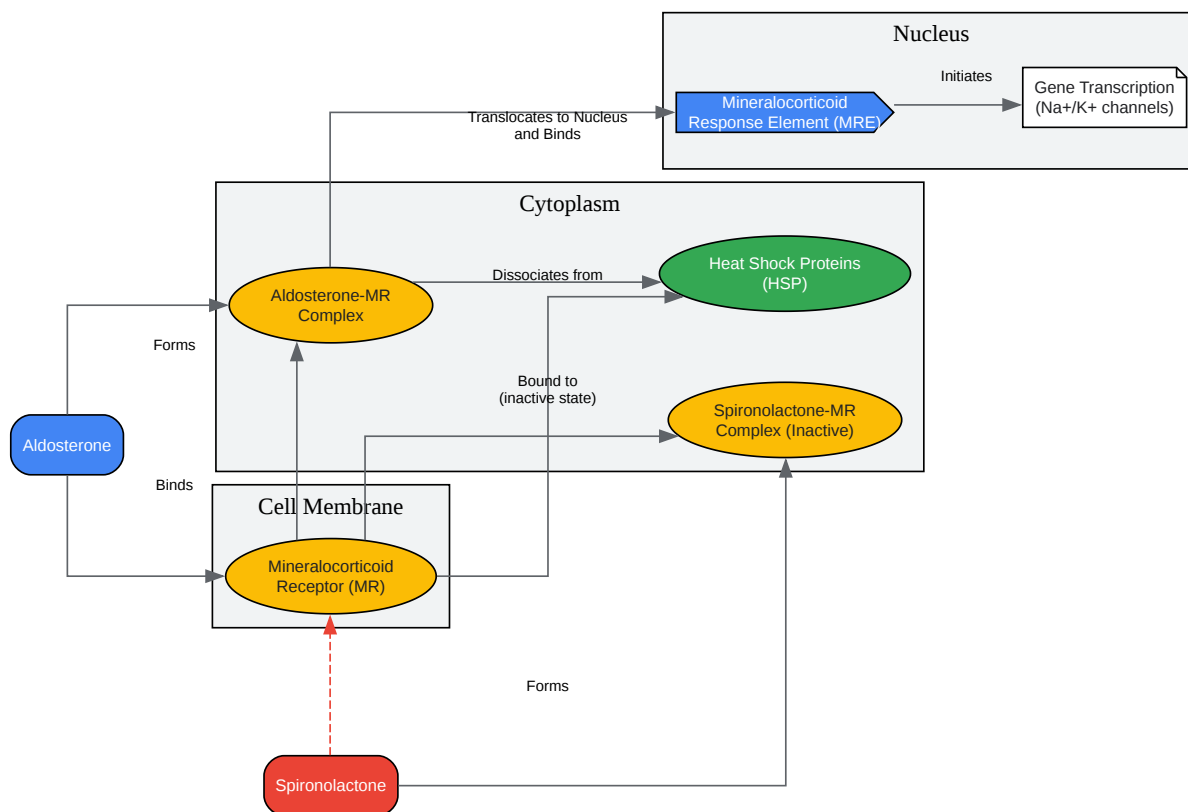 Nucleus
Initiates
Gene Transcription
(Na+/K+ channels)
Mineralocorticoid
Response Element (MRE)
Translocates to Nucleus
and Binds
Cytoplasm
Heat Shock Proteins
(HSP)
Dissociates from
Aldosterone-MR
Complex
Forms
Bound to
(inactive state)
Spironolactone-MR
Complex (Inactive)
Aldosterone
Binds
Cell Membrane
Mineralocorticoid
Receptor (MR)
Forms
Spironolactone